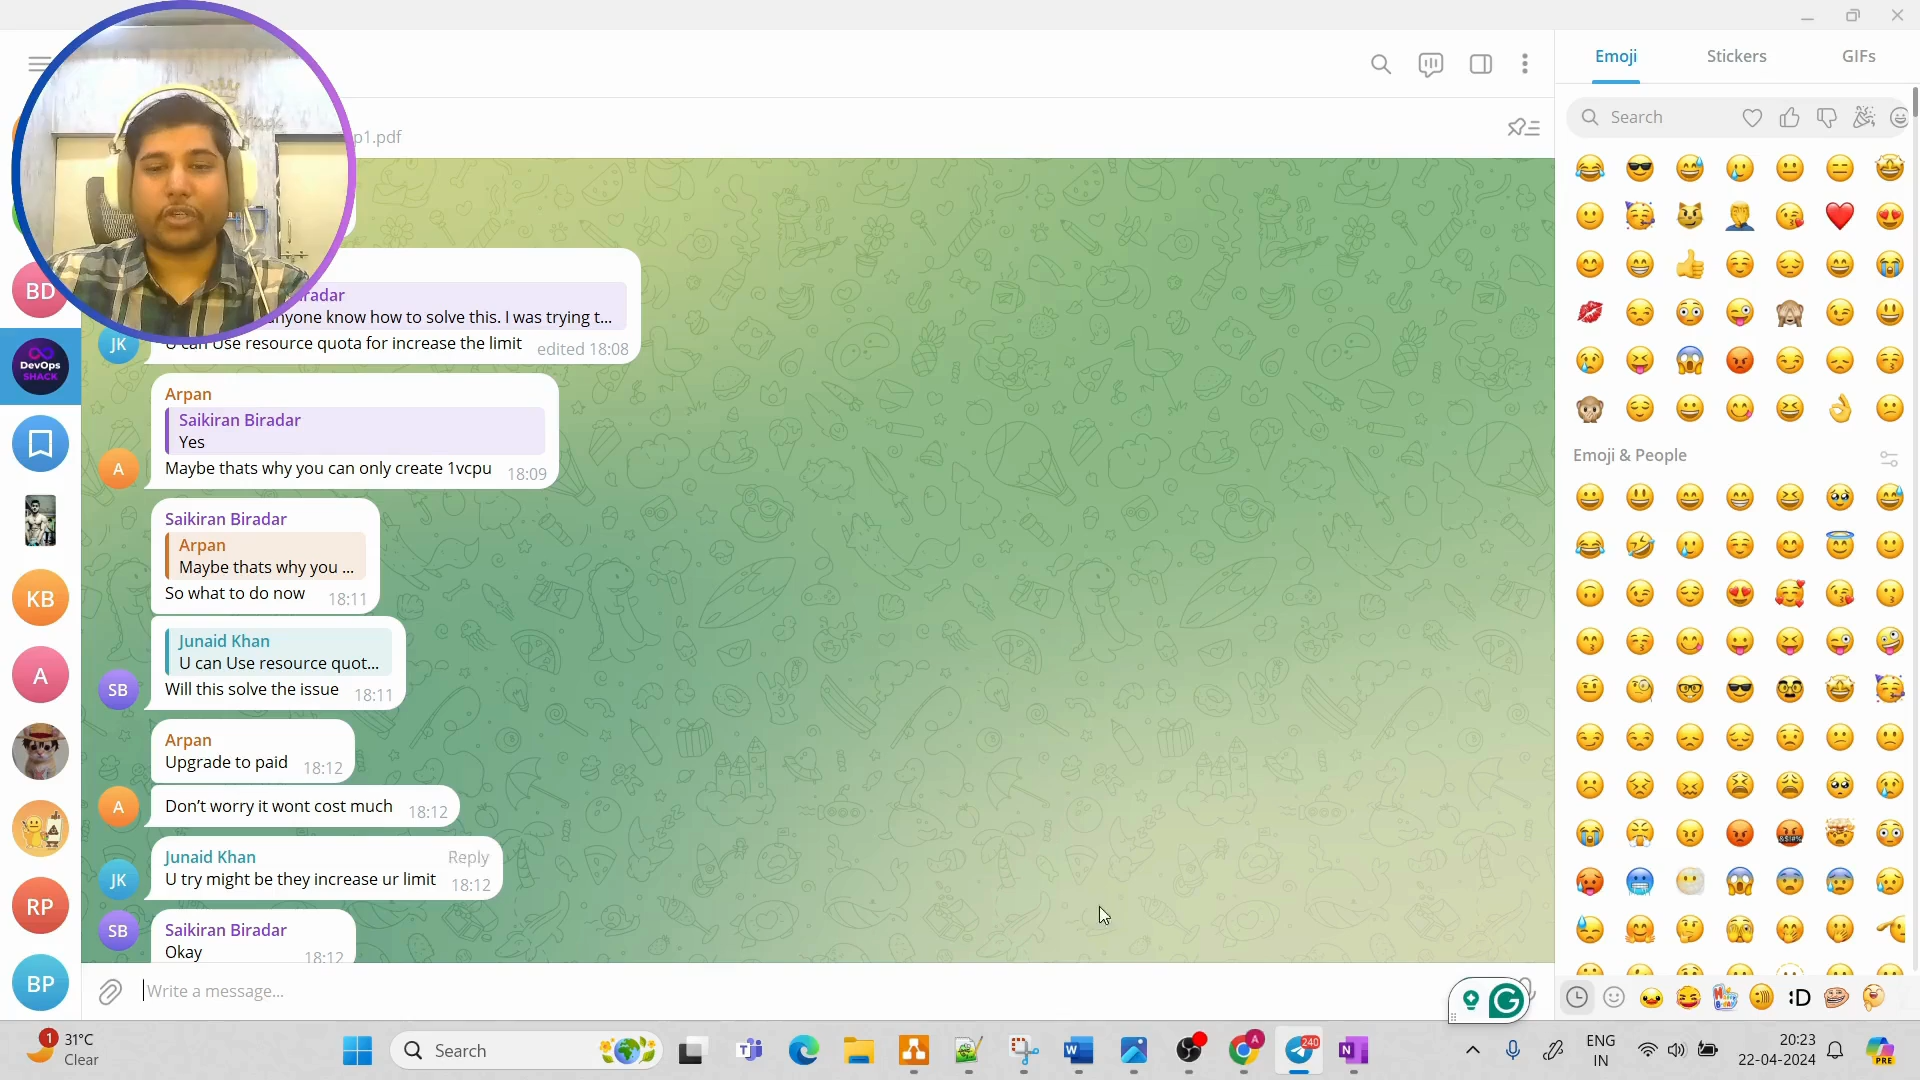 Emoji
Stickers
GIFs
Search
p1.pdf
BD
radar
nyone know how to solve this. I was trying t...
U can Use resource quota for increase the limit
edited 18:08
JK
DevOps
SHACK
Arpan
Saikiran Biradar
Yes
Maybe thats why you can only create 1vcpu
18:09
A
Saikiran Biradar
Arpan
Maybe thats why you ...
So what to do now
18:11
KB
Junaid Khan
U can Use resource quot...
Will this solve the issue
18:11
SB
A
Arpan
Upgrade to paid
18:12
Don’t worry it wont cost much
18:12
A
Junaid Khan
Reply
U try might be they increase ur limit
18:12
JK
RP
Saikiran Biradar
Okay
18:12
SB
BP
Write a message...
Emoji & People
:D
1
31°C
Clear
Search
W
A
240
N
ENG
IN
20:23
22-04-2024
PRE